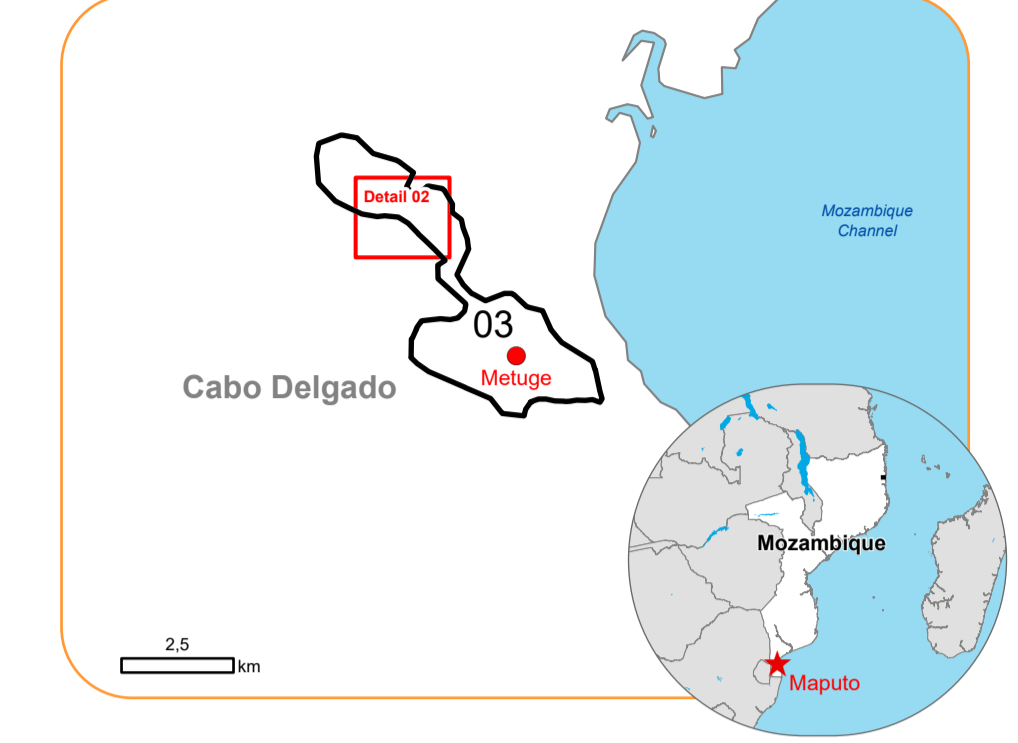 Detail 02
Mozambique
Channel
03
Metuge
Cabo Delgado
Mozambique
2,5
km
Maputo